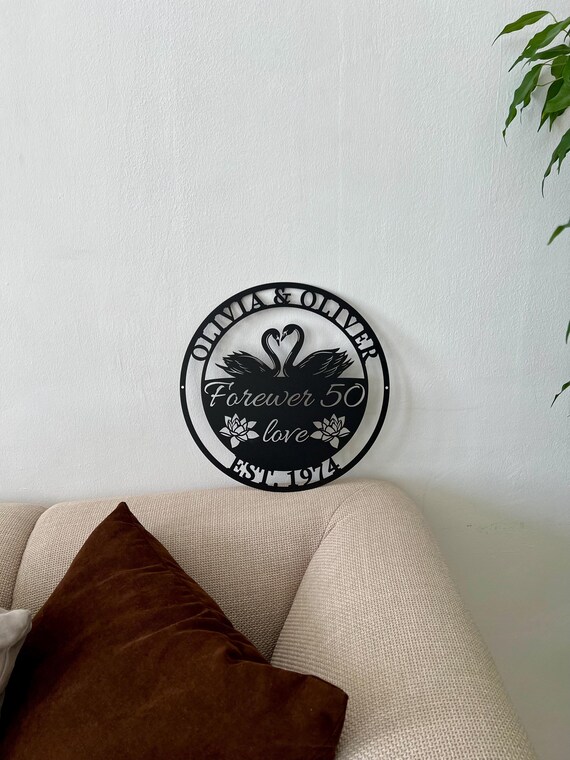 OLIVIA & OLIVER
Forewer 50
love
EST. 1974